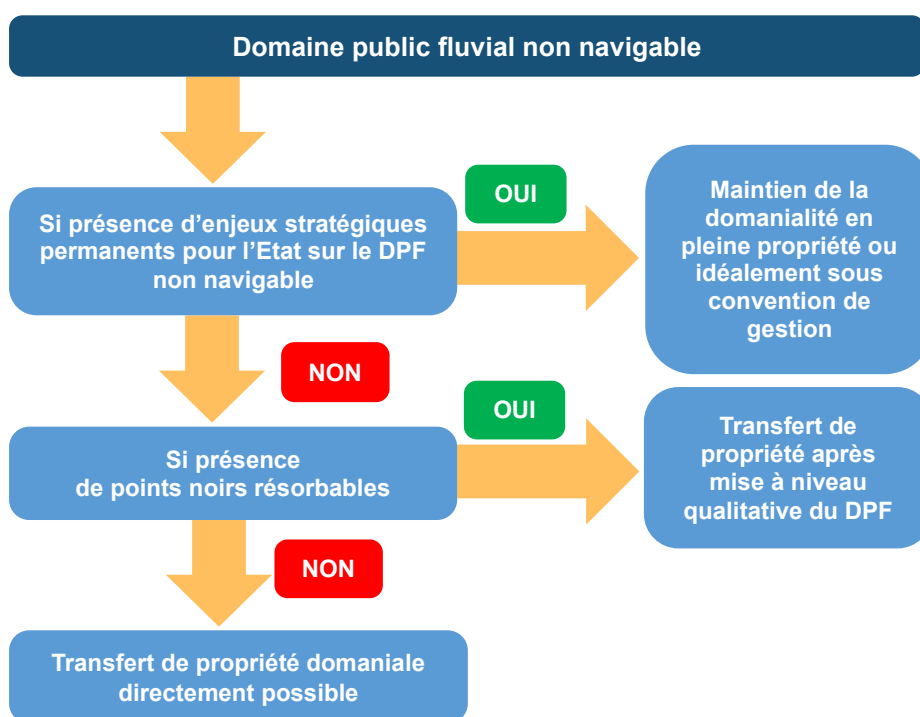 Domaine public fluvial non navigable
OUI
Si présence d'enjeux stratégiques
permanents pour l'Etat sur le DPF
non navigable
Maintien de la
domanialité en
pleine propriété ou
idéalement sous
convention de
gestion
NON
OUI
Si présence
de points noirs résorbables
Transfert de
propriété après
mise à niveau
qualitative du DPF
NON
Transfert de propriété domaniale
directement possible